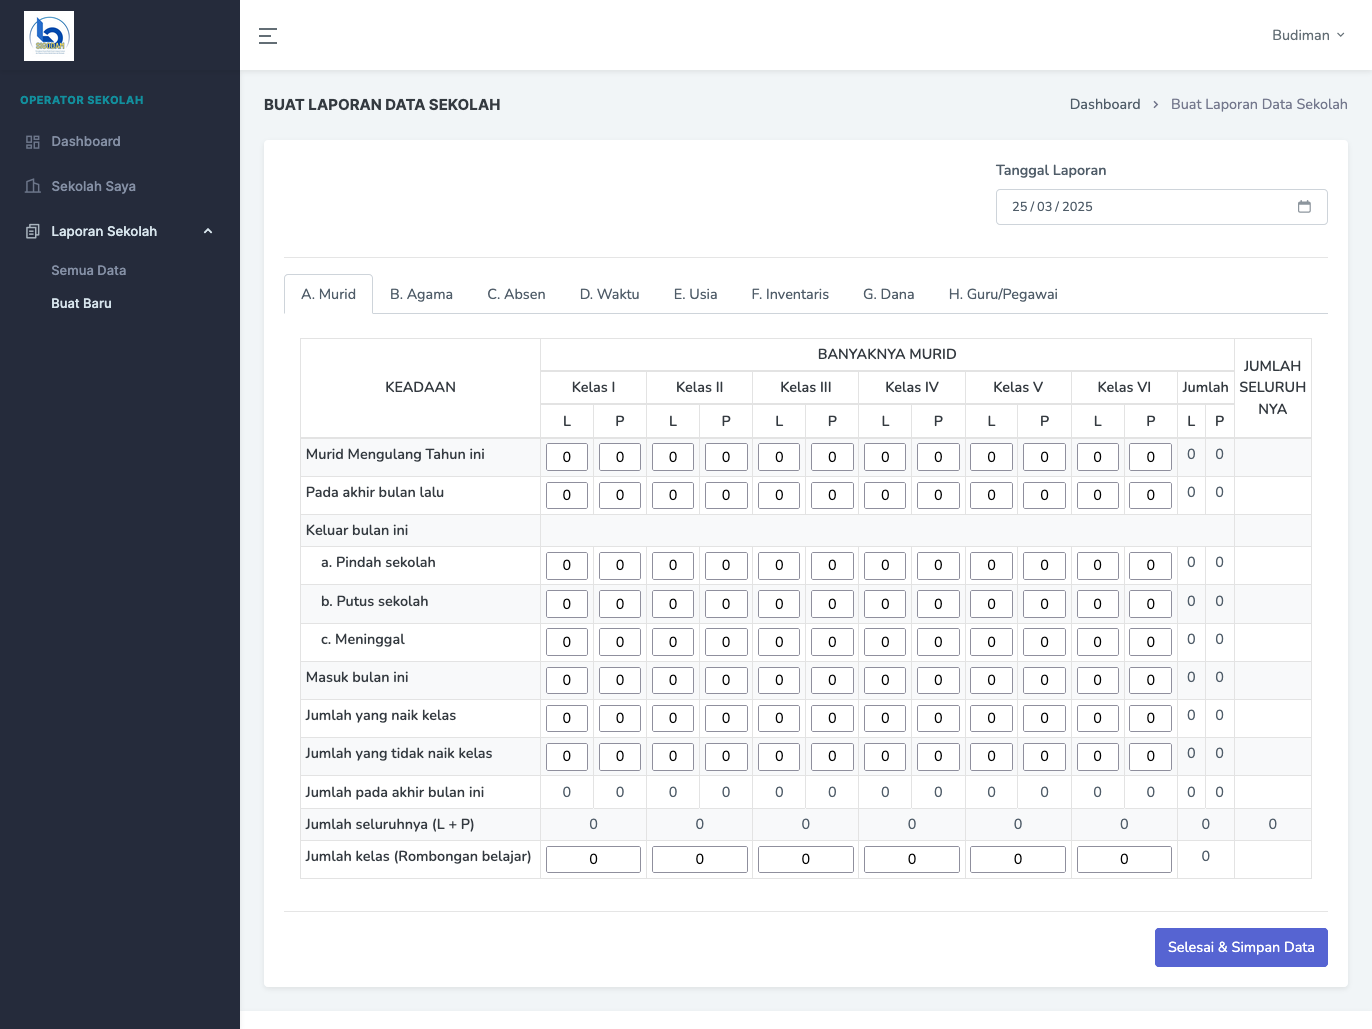 Budiman
OPERATOR SEKOLAH
Dashboard
Sekolah Saya
Laporan Sekolah
Semua Data
Buat Baru
BUAT LAPORAN DATA SEKOLAH
Dashboard > Buat Laporan Data Sekolah
Tanggal Laporan
25 / 03 / 2025
A. Murid B. Agama C. Absen D. Waktu E. Usia F. Inventaris G. Dana H. Guru/Pegawai
KEADAAN
BANYAKNYA MURID
JUMLAH
SELURUH
NYA
Kelas I Kelas II Kelas III Kelas IV Kelas V Kelas VI Jumlah
L P L P L P L P L P L P L P
Murid Mengulang Tahun ini 0 0 0 0 0 0 0 0 0 0 0 0 0 0
Pada akhir bulan lalu 0 0 0 0 0 0 0 0 0 0 0 0 0 0
Keluar bulan ini
a. Pindah sekolah 0 0 0 0 0 0 0 0 0 0 0 0 0 0
b. Putus sekolah 0 0 0 0 0 0 0 0 0 0 0 0 0 0
c. Meninggal 0 0 0 0 0 0 0 0 0 0 0 0 0 0
Masuk bulan ini 0 0 0 0 0 0 0 0 0 0 0 0 0 0
Jumlah yang naik kelas 0 0 0 0 0 0 0 0 0 0 0 0 0 0
Jumlah yang tidak naik kelas 0 0 0 0 0 0 0 0 0 0 0 0 0 0
Jumlah pada akhir bulan ini 0 0 0 0 0 0 0 0 0 0 0 0 0 0
Jumlah seluruhnya (L + P) 0 0 0 0 0 0 0 0
Jumlah kelas (Rombongan belajar) 0 0 0 0 0 0 0
Selesai & Simpan Data